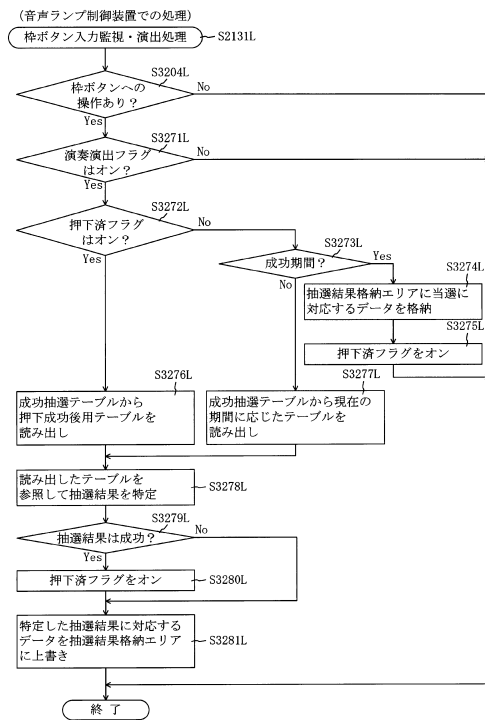 (音声ランプ制御装置での処理)
枠ボタン入力監視・演出処理
S2131L
S3204L
枠ボタンへの
操作あり?
No
Yes
S3271L
演奏演出フラグ
はオン?
No
Yes
S3272L
押下済フラグ
はオン?
No
Yes
S3273L
成功期間?
Yes
No
S3274L
抽選結果格納エリアに当選に
対応するデータを格納
S3275L
押下済フラグをオン
S3276L
成功抽選テーブルから
押下成功後用テーブルを
読み出し
S3277L
成功抽選テーブルから現在の
期間に応じたテーブルを
読み出し
読み出したテーブルを
参照して抽選結果を特定
S3278L
S3279L
抽選結果は成功?
No
Yes
押下済フラグをオン
S3280L
特定した抽選結果に対応する
データを抽選結果格納エリア
に上書き
S3281L
終了